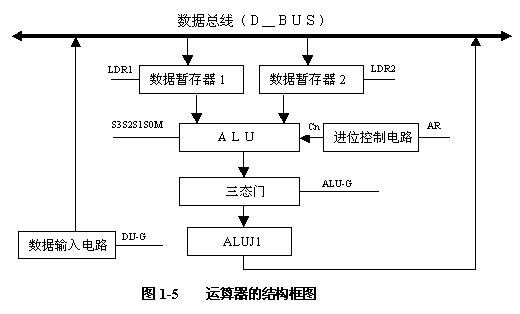 数据总线（D＿BUS）
LDR1
数据暂存器1
数据暂存器2
LDR2
S3S2S1S0M
ALU
Cn
进位控制电路
AR
三态门
ALU-G
数据输入电路
DIJ-G
ALUJ1
图 1-5 运算器的结构框图